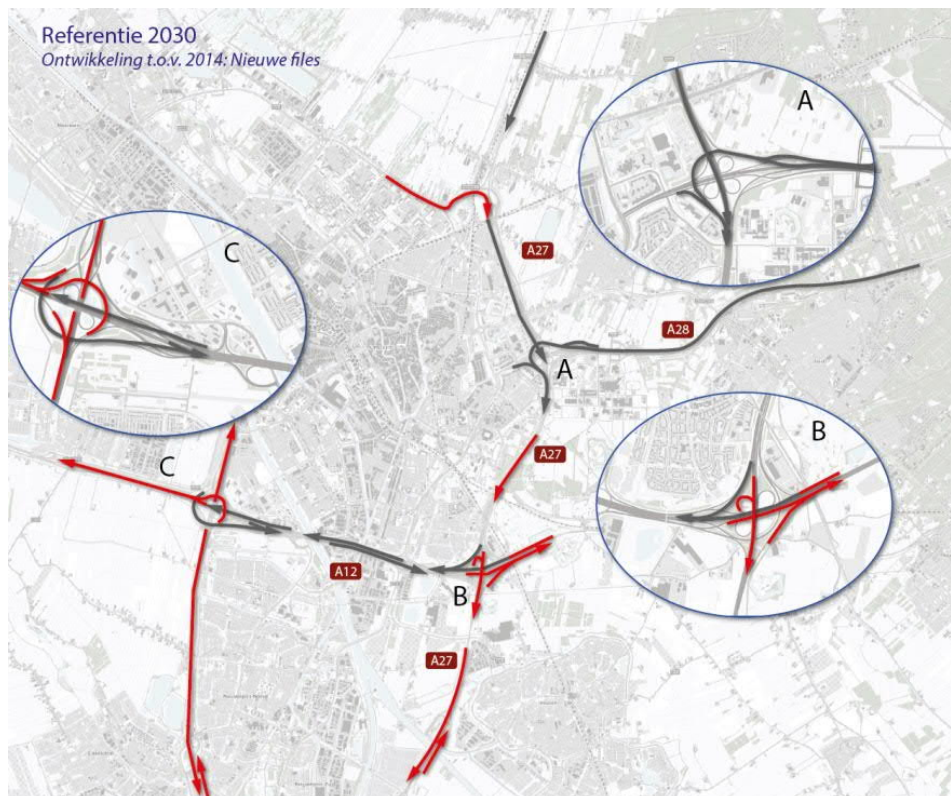 Referentie 2030
Ontwikkeling t.o.v. 2014: Nieuwe files
A
C
A27
A28
A
B
A27
C
A12
B
A27